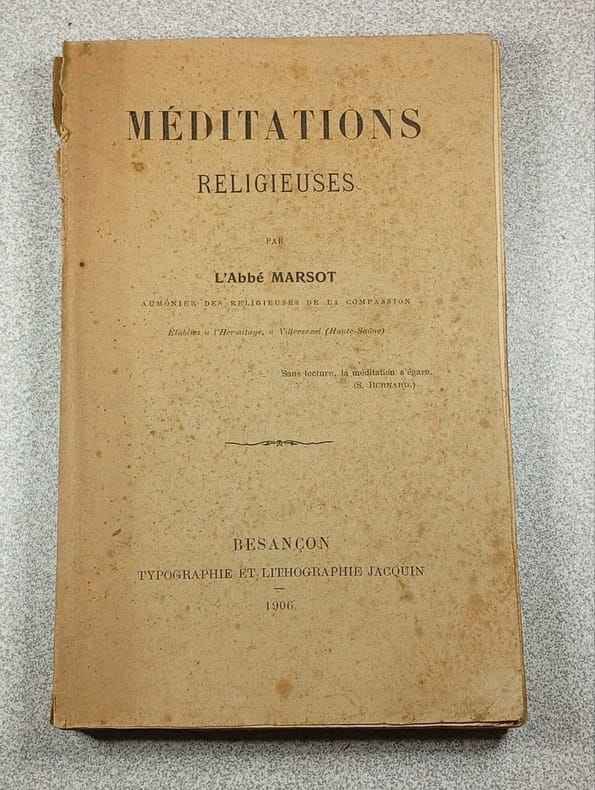 MÉDITATIONS
RELIGIEUSES
PAR
L'Abbé MARSOT
AUMÔNIER DES RELIGIEUSES DE LA COMPASSION
Établies à l'Hermitage, à Villersexel (Haute-Saône)
Sans lecture, la méditation s'égare.
(S. BERNARD.)
BESANÇON
TYPOGRAPHIE ET LITHOGRAPHIE JACQUIN
1906